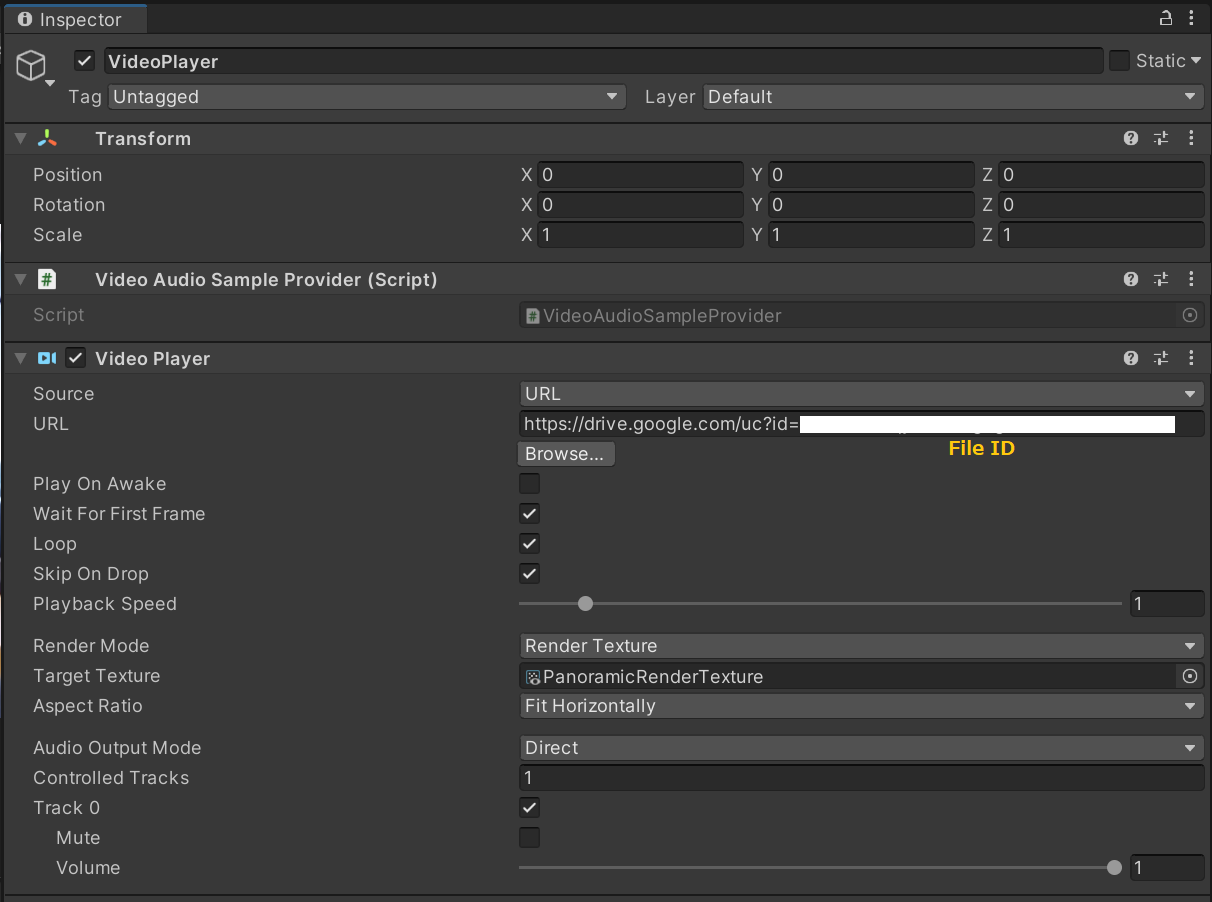 Inspector
VideoPlayer Static
Tag Untagged Layer Default
Transform
Position X 0 Y 0 Z 0
Rotation X 0 Y 0 Z 0
Scale X 1 Y 1 Z 1
# Video Audio Sample Provider (Script)
Script # VideoAudioSampleProvider
Video Player
Source URL
URL https://drive.google.com/uc?id=
File ID
Browse...
Play On Awake
Wait For First Frame
Loop
Skip On Drop
Playback Speed 1
Render Mode Render Texture
Target Texture PanoramicRenderTexture
Aspect Ratio Fit Horizontally
Audio Output Mode Direct
Controlled Tracks 1
Track 0
Mute
Volume 1